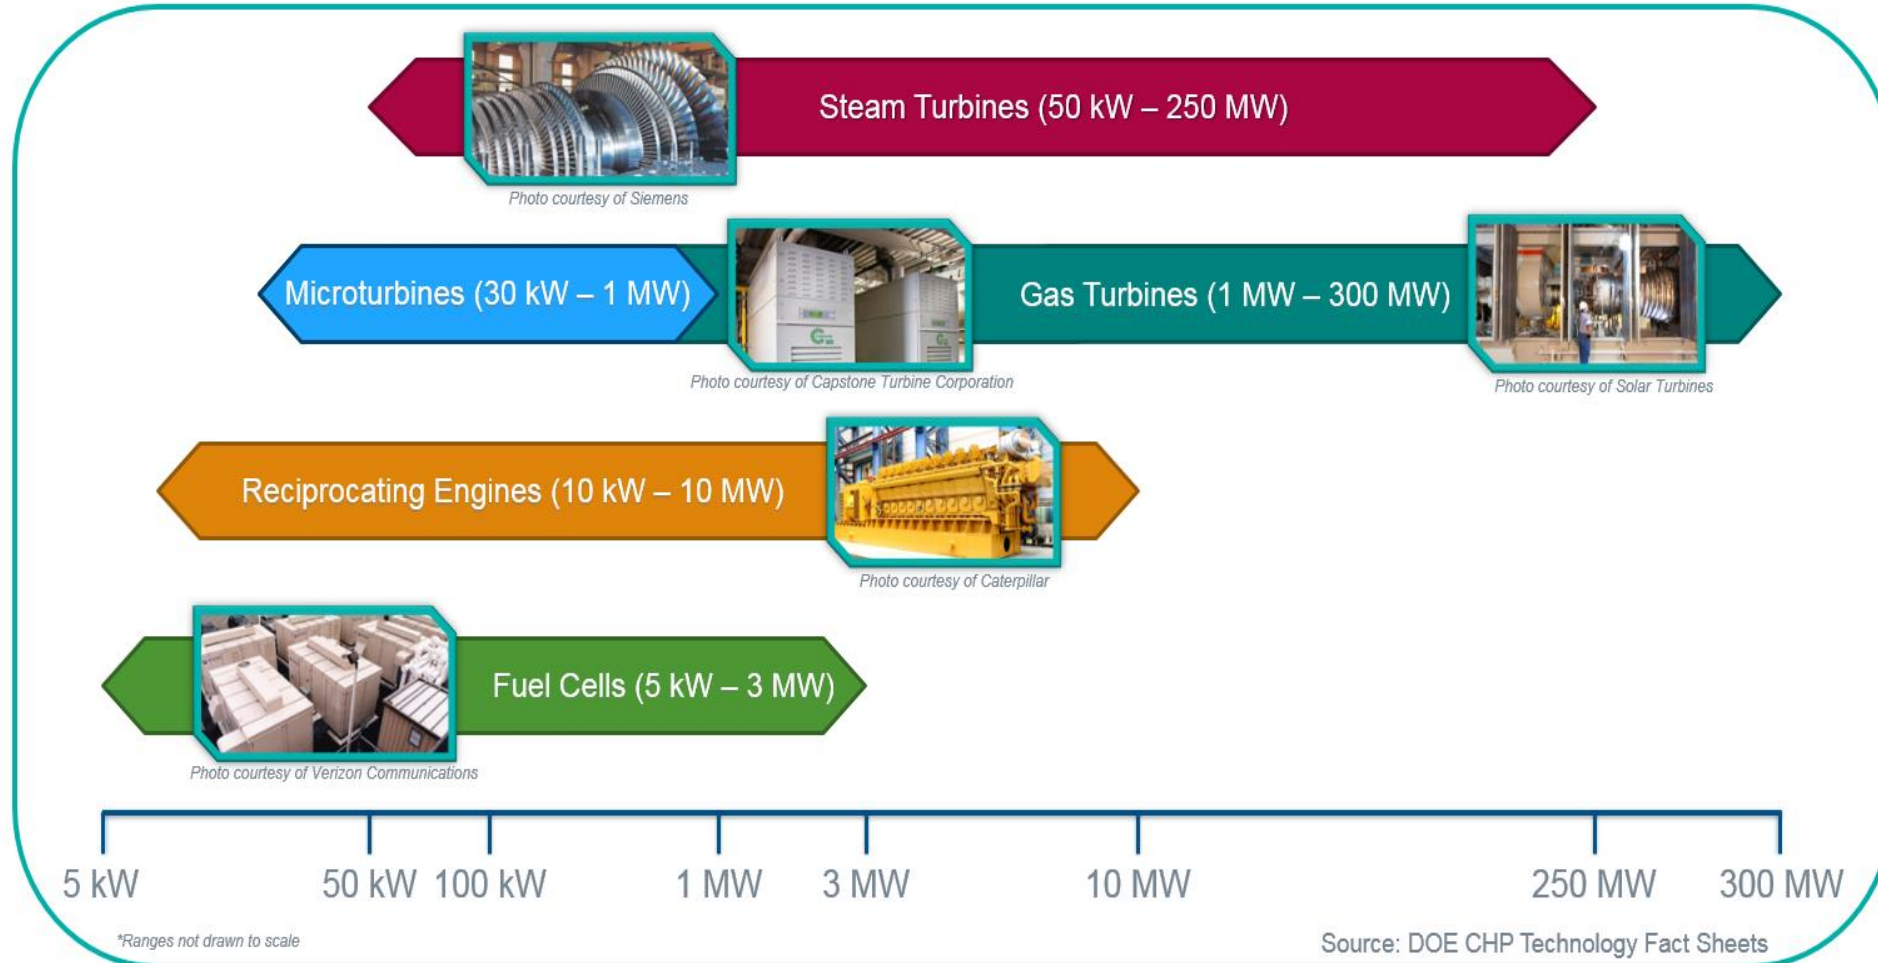 Steam Turbines (50 kW – 250 MW)
Photo courtesy of Siemens
Microturbines (30 kW – 1 MW)
Gas Turbines (1 MW – 300 MW)
Photo courtesy of Capstone Turbine Corporation
Photo courtesy of Solar Turbines
Reciprocating Engines (10 kW – 10 MW)
Photo courtesy of Caterpillar
Fuel Cells (5 kW – 3 MW)
Photo courtesy of Verizon Communications
5 kW 50 kW 100 kW 1 MW 3 MW 10 MW 250 MW 300 MW
*Ranges not drawn to scale
Source: DOE CHP Technology Fact Sheets